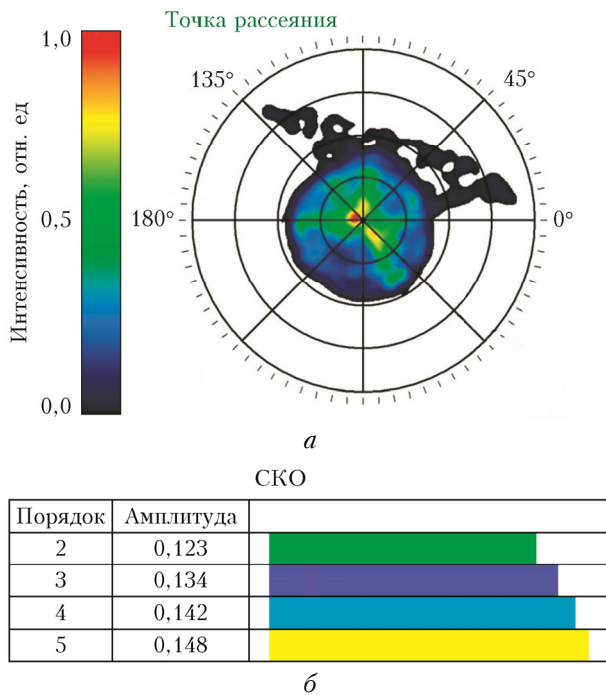 Точка рассеяния
1,0
135°
45°
Интенсивность, отн. ед
0,5
180°
0°
0,0
а
СКО
Порядок Амплитуда
2 0,123
3 0,134
4 0,142
5 0,148
б